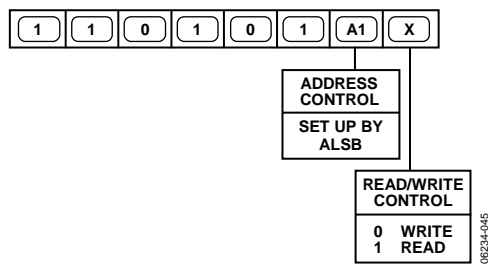 1 1 0 1 0 1 A1 X
ADDRESS
CONTROL
SET UP BY
ALSB
READ/WRITE
CONTROL
0 WRITE
1 READ
06234-045